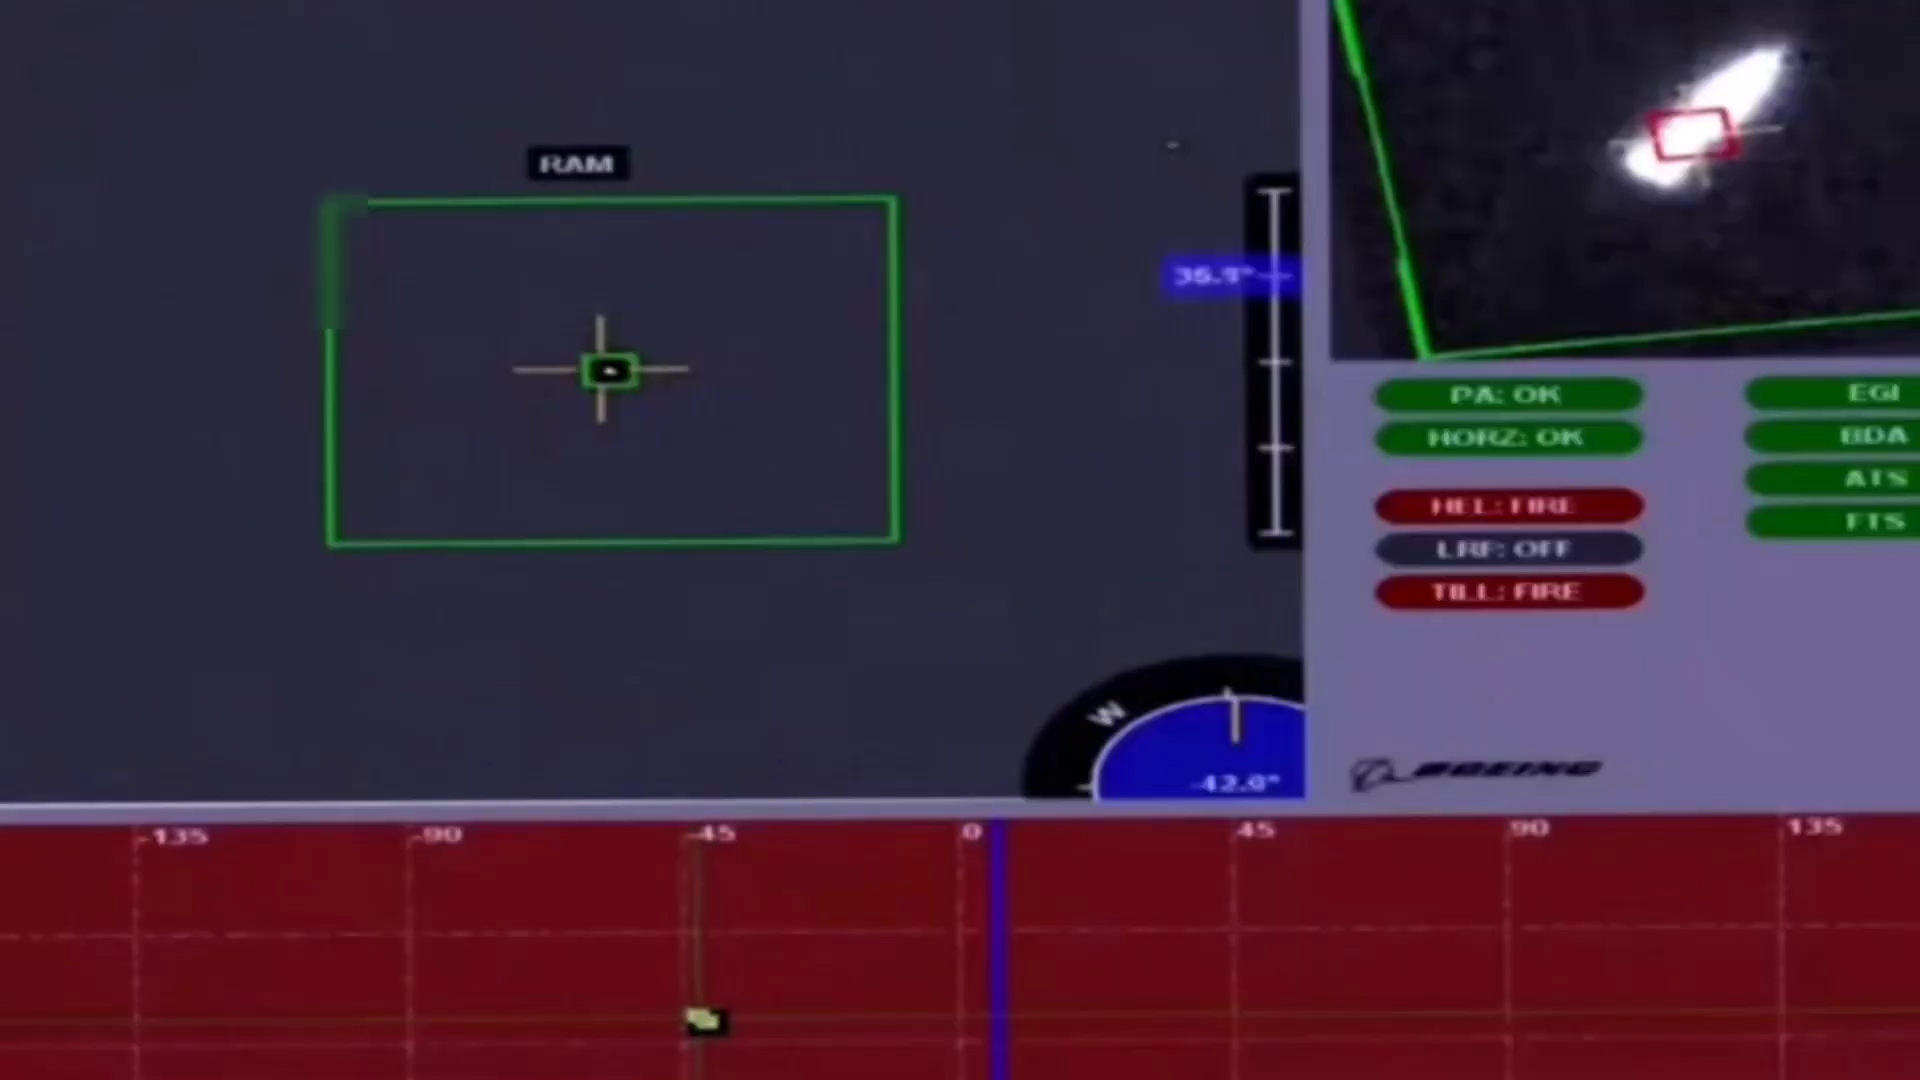 RAM
36.9°
PA: OK
HORZ: OK
HEL: FIRE
LRF: OFF
TILL: FIRE
EGI
BDA
ATS
FTS
W
-42.0°
BOEING
-135 -90 -45 0 45 90 135